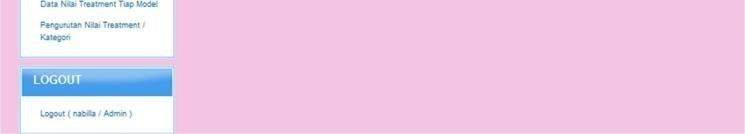 Data Nilai Treatment Tiap Model
Pengurutan Nilai Treatment /
Kategori
LOGOUT
Logout ( nabilla / Admin )